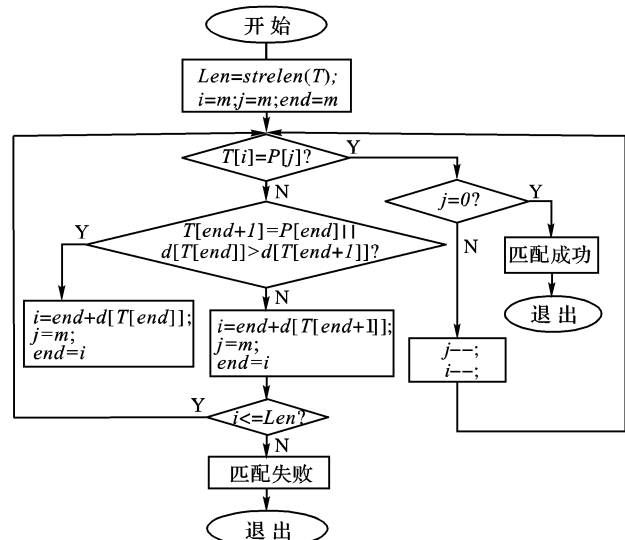 开 始
Len=strelen(T);
i=m;j=m;end=m
T[i]=P[j]?
Y
N
j=0?
Y
N
匹配成功
退 出
j--;
i--;
T[end+1]=P[end]||
d[T[end]]>d[T[end+1]]?
Y
N
i=end+d[T[end]];
j=m;
end=i
i=end+d[T[end+1]];
j=m;
end=i
i<=Len?
Y
N
匹配失败
退 出